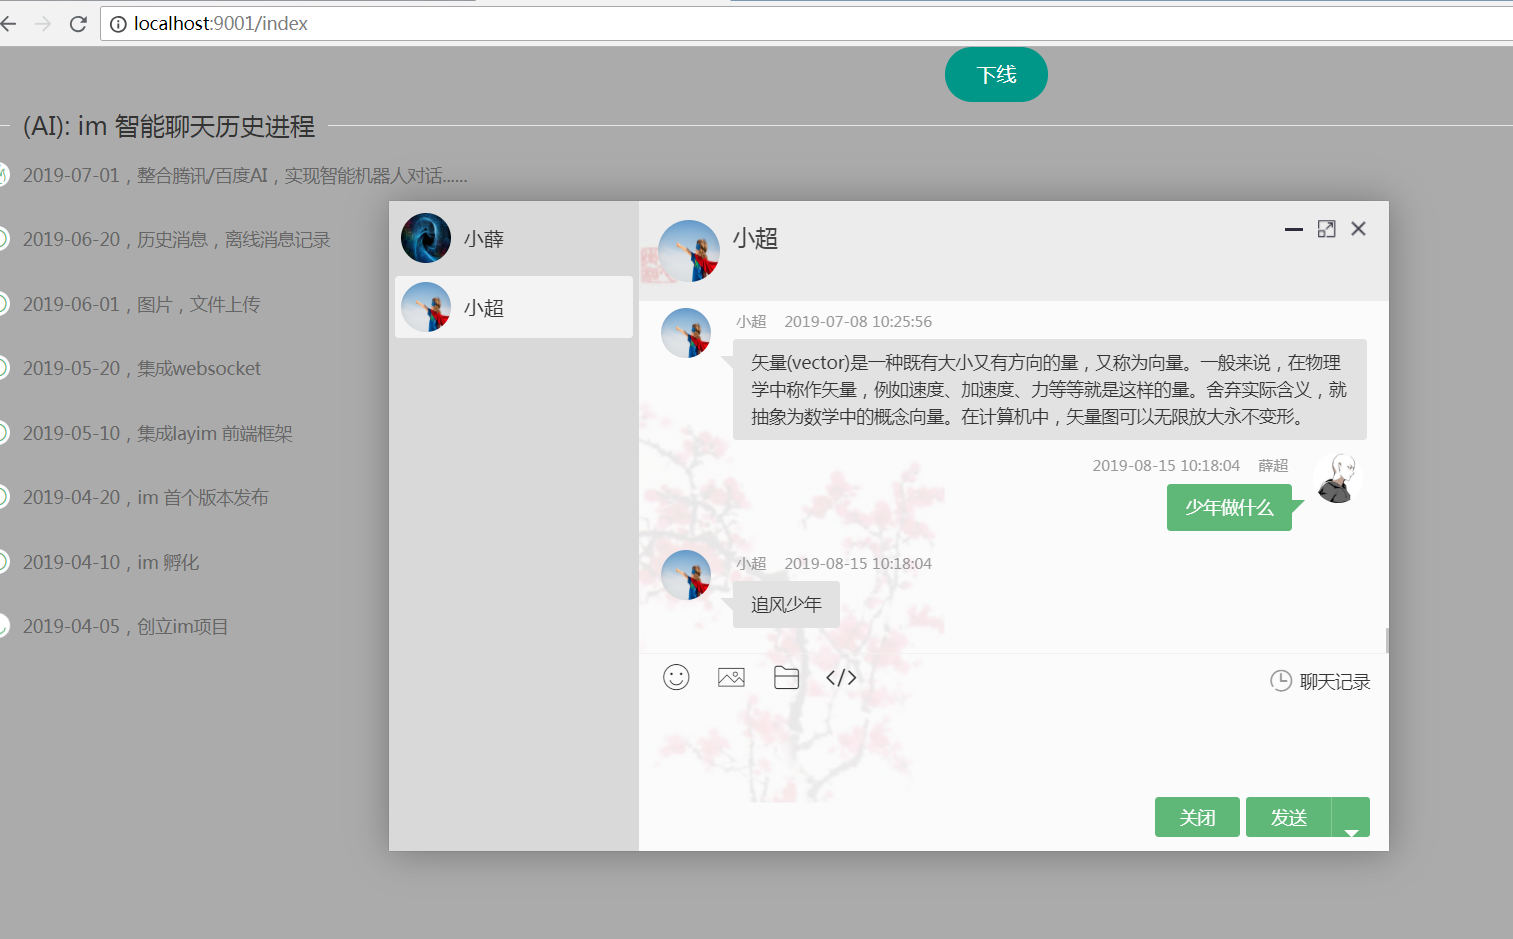 localhost:9001/index
下线
(AI): im 智能聊天历史进程
2019-07-01，整合腾讯/百度AI，实现智能机器人对话......
2019-06-20，历史消息，离线消息记录
2019-06-01，图片，文件上传
2019-05-20，集成websocket
2019-05-10，集成layim 前端框架
2019-04-20，im 首个版本发布
2019-04-10，im 孵化
2019-04-05，创立im项目
小薛
小超
小超
小超 2019-07-08 10:25:56
矢量(vector)是一种既有大小又有方向的量，又称为向量。一般来说，在物理
学中称作矢量，例如速度、加速度、力等等就是这样的量。舍弃实际含义，就
抽象为数学中的概念向量。在计算机中，矢量图可以无限放大永不变形。
2019-08-15 10:18:04 薛超
少年做什么
小超 2019-08-15 10:18:04
追风少年
聊天记录
关闭
发送